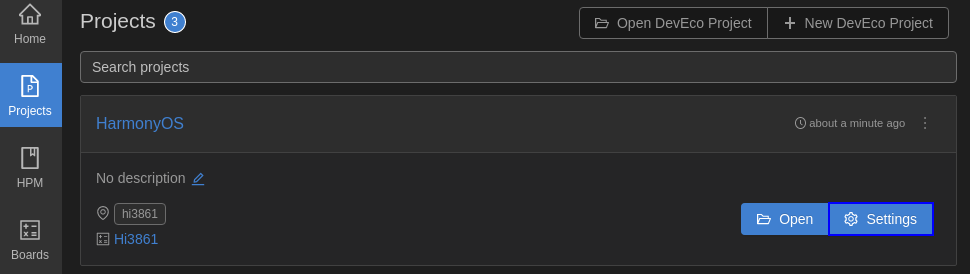 Home
Projects
HPM
Boards
Projects 3
Open DevEco Project
New DevEco Project
Search projects
HarmonyOS
about a minute ago
No description
hi3861
Hi3861
Open
Settings